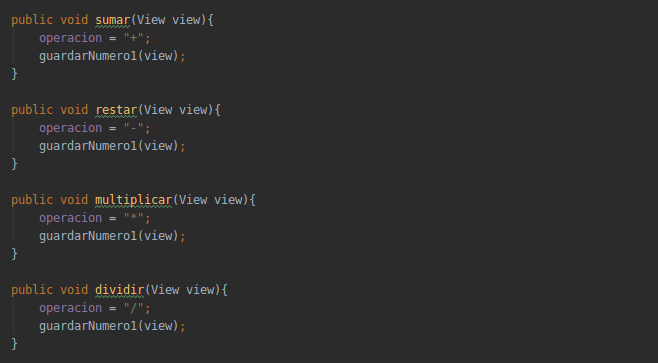 public void sumar(View view){
operacion = "+";
guardarNumero1(view);
}
public void restar(View view){
operacion = "-";
guardarNumero1(view);
}
public void multiplicar(View view){
operacion = "*";
guardarNumero1(view);
}
public void dividir(View view){
operacion = "/";
guardarNumero1(view);
}